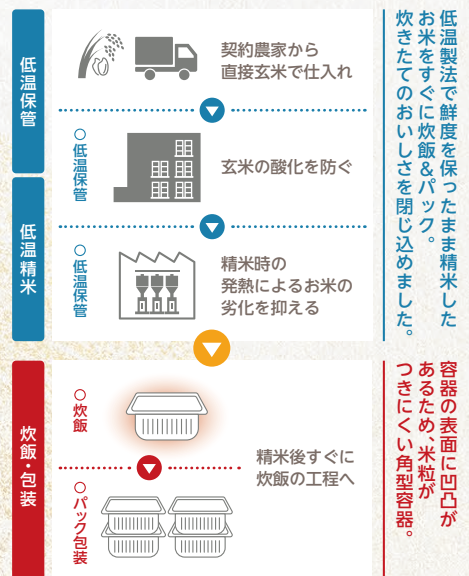 低温製法で鮮度を保ったまま精米した
お米をすぐに炊飯&パック。
炊きたてのおいしさを閉じ込めました。
低温保管
契約農家から
直接玄米で仕入れ
○低温保管
玄米の酸化を防ぐ
低温精米
○低温保管
精米時の
発熱によるお米の
劣化を抑える
容器の表面に凹凸が
あるため、米粒が
つきにくい角型容器。
炊飯・包装
○炊飯
精米後すぐに
炊飯の工程へ
○パック包装